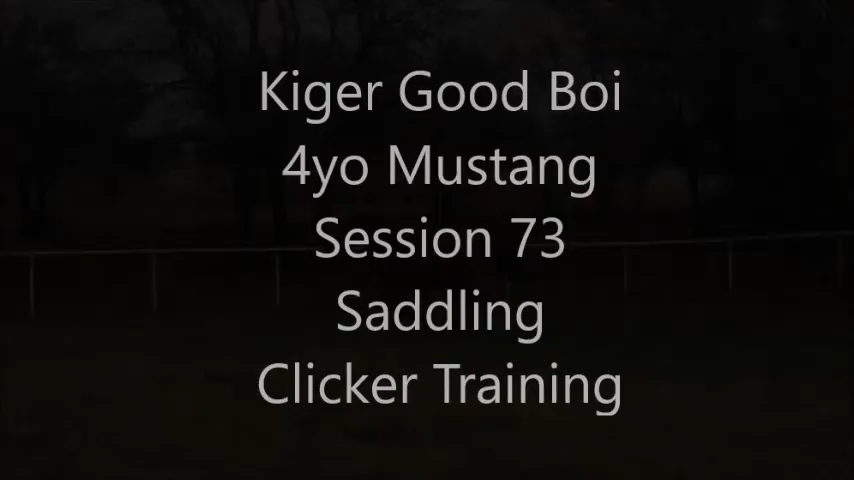 Kiger Good Boi
4yo Mustang
Session 73
Saddling
Clicker Training